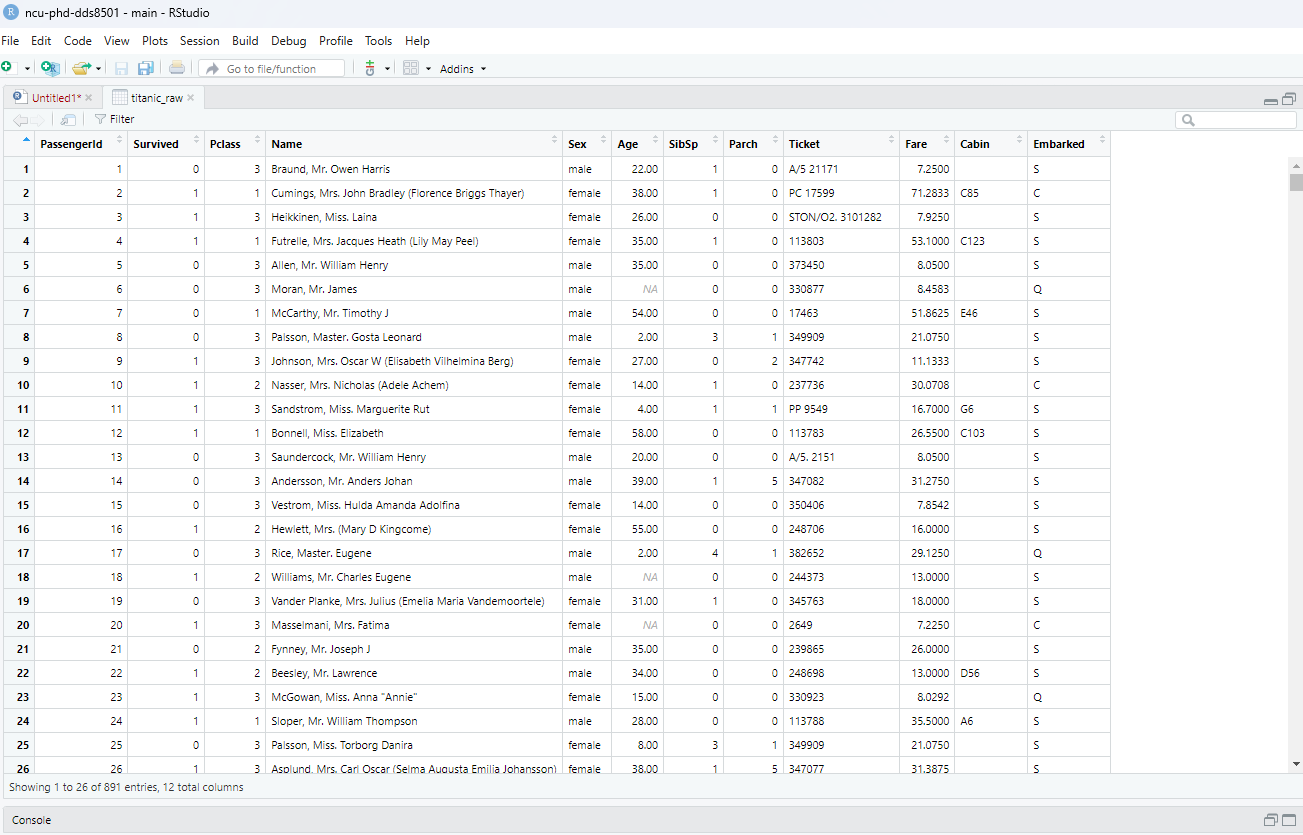 ncu-phd-dds8501 - main - RStudio
File Edit Code View Plots Session Build Debug Profile Tools Help
Go to file/function Addins
Untitled1* titanic_raw
Filter
PassengerId Survived Pclass Name Sex Age SibSp Parch Ticket Fare Cabin Embarked
1 1 0 3 Braund, Mr. Owen Harris male 22.00 1 0 A/5 21171 7.2500 S
2 2 1 1 Cumings, Mrs. John Bradley (Florence Briggs Thayer) female 38.00 1 0 PC 17599 71.2833 C85 C
3 3 1 3 Heikkinen, Miss. Laina female 26.00 0 0 STON/O2. 3101282 7.9250 S
4 4 1 1 Futrelle, Mrs. Jacques Heath (Lily May Peel) female 35.00 1 0 113803 53.1000 C123 S
5 5 0 3 Allen, Mr. William Henry male 35.00 0 0 373450 8.0500 S
6 6 0 3 Moran, Mr. James male NA 0 0 330877 8.4583 Q
7 7 0 1 McCarthy, Mr. Timothy J male 54.00 0 0 17463 51.8625 E46 S
8 8 0 3 Palsson, Master. Gosta Leonard male 2.00 3 1 349909 21.0750 S
9 9 1 3 Johnson, Mrs. Oscar W (Elisabeth Vilhelmina Berg) female 27.00 0 2 347742 11.1333 S
10 10 1 2 Nasser, Mrs. Nicholas (Adele Achem) female 14.00 1 0 237736 30.0708 C
11 11 1 3 Sandstrom, Miss. Marguerite Rut female 4.00 1 1 PP 9549 16.7000 G6 S
12 12 1 1 Bonnell, Miss. Elizabeth female 58.00 0 0 113783 26.5500 C103 S
13 13 0 3 Saundercock, Mr. William Henry male 20.00 0 0 A/5. 2151 8.0500 S
14 14 0 3 Andersson, Mr. Anders Johan male 39.00 1 5 347082 31.2750 S
15 15 0 3 Vestrom, Miss. Hulda Amanda Adolfina female 14.00 0 0 350406 7.8542 S
16 16 1 2 Hewlett, Mrs. (Mary D Kingcome) female 55.00 0 0 248706 16.0000 S
17 17 0 3 Rice, Master. Eugene male 2.00 4 1 382652 29.1250 Q
18 18 1 2 Williams, Mr. Charles Eugene male NA 0 0 244373 13.0000 S
19 19 0 3 Vander Planke, Mrs. Julius (Emelia Maria Vandemoortele) female 31.00 1 0 345763 18.0000 S
20 20 1 3 Masselmani, Mrs. Fatima female NA 0 0 2649 7.2250 C
21 21 0 2 Fynney, Mr. Joseph J male 35.00 0 0 239865 26.0000 S
22 22 1 2 Beesley, Mr. Lawrence male 34.00 0 0 248698 13.0000 D56 S
23 23 1 3 McGowan, Miss. Anna "Annie" female 15.00 0 0 330923 8.0292 Q
24 24 1 1 Sloper, Mr. William Thompson male 28.00 0 0 113788 35.5000 A6 S
25 25 0 3 Palsson, Miss. Torborg Danira female 8.00 3 1 349909 21.0750 S
26 26 1 3 Asplund, Mrs. Carl Oscar (Selma Augusta Emilia Johansson) female 38.00 1 5 347077 31.3875 S
Showing 1 to 26 of 891 entries, 12 total columns
Console